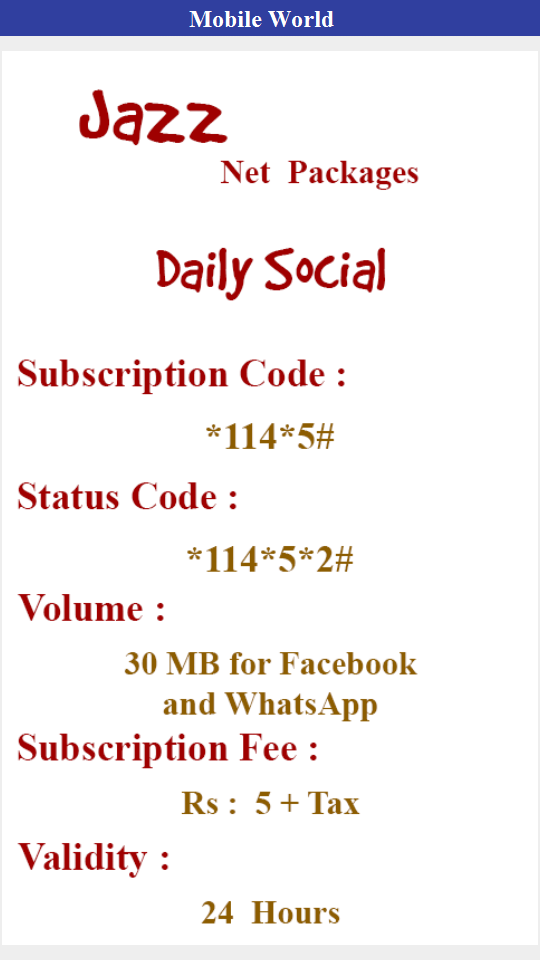 Mobile World
Jazz
Net Packages
Daily Social
Subscription Code :
*114*5#
Status Code :
*114*5*2#
Volume :
30 MB for Facebook
and WhatsApp
Subscription Fee :
Rs : 5 + Tax
Validity :
24 Hours